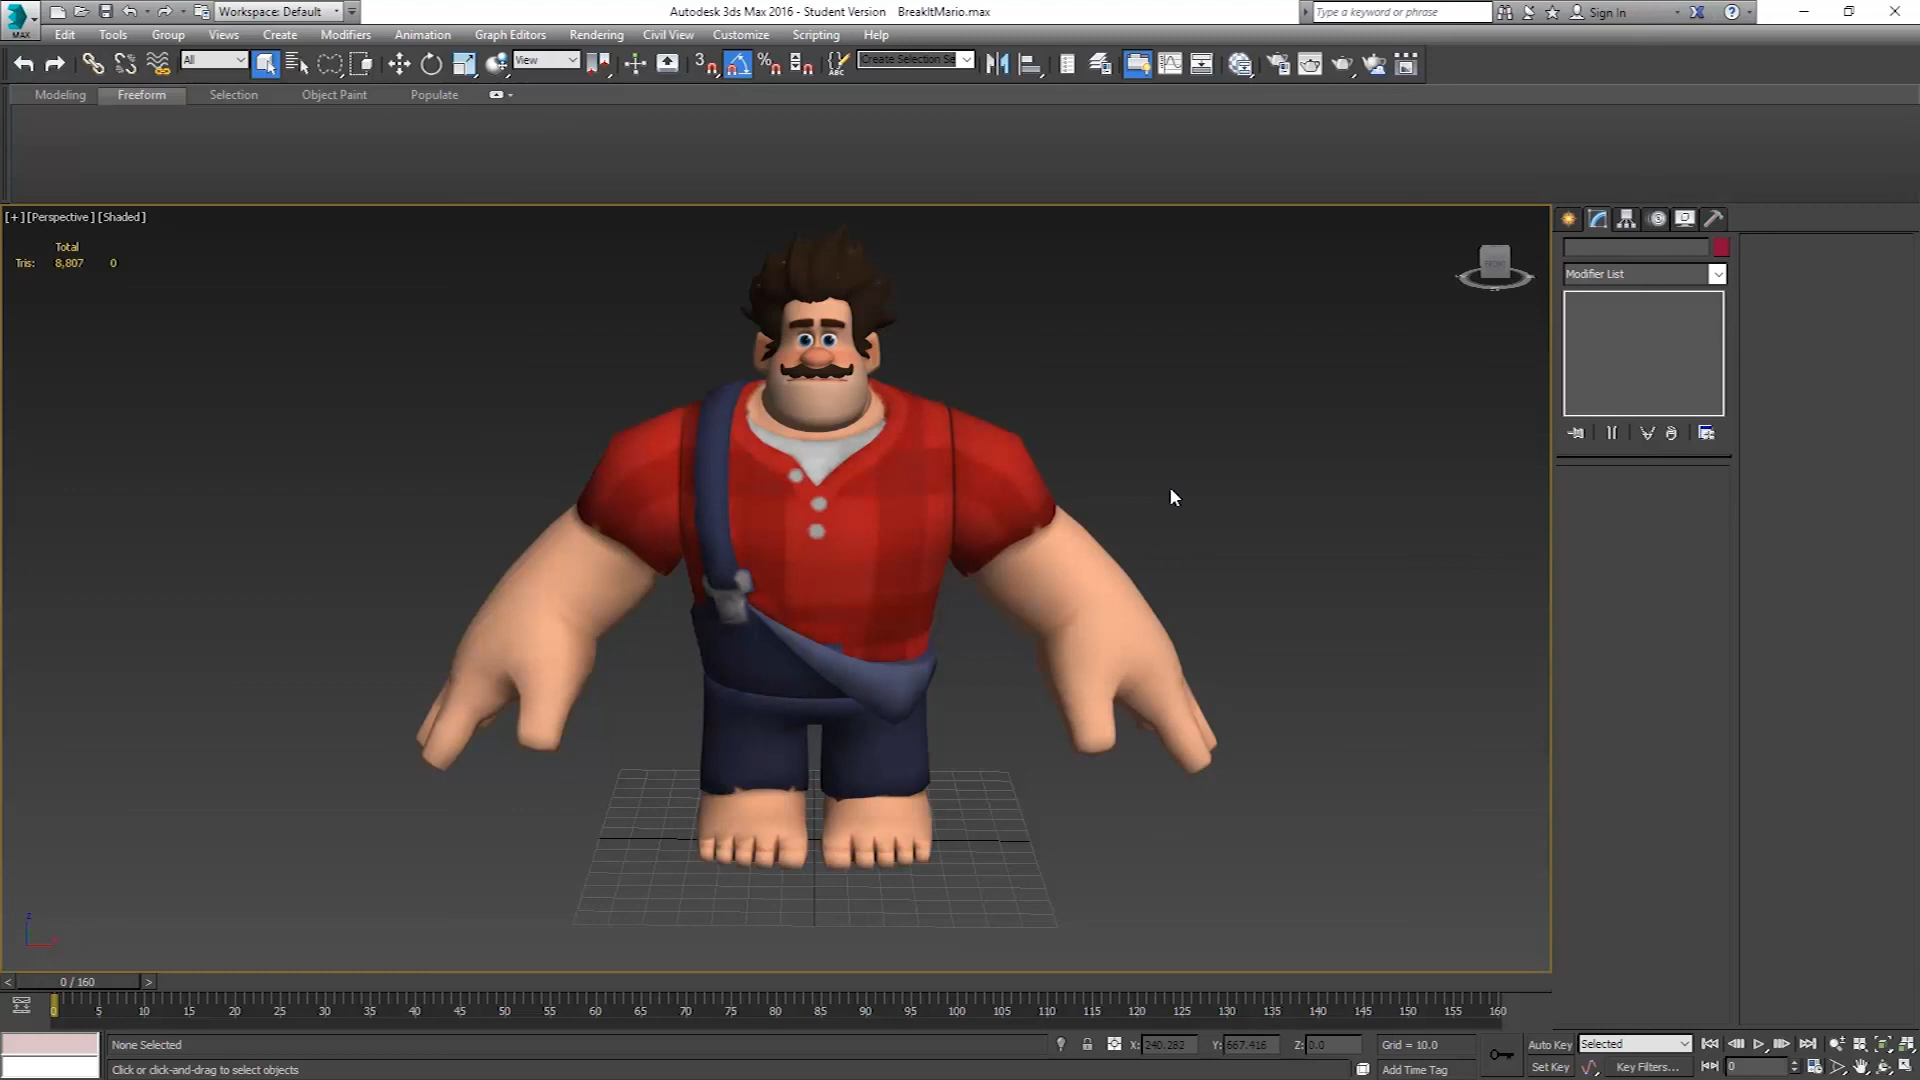 Workspace: Default
Autodesk 3ds Max 2016 - Student Version BreakItMario.max
Type a keyword or phrase
Sign In
MAX
Edit Tools Group Views Create Modifiers Animation Graph Editors Rendering Civil View Customize Scripting Help
All
View
3
%
ABC
Create Selection Se
Modeling Freeform Selection Object Paint Populate
[+] [Perspective] [Shaded]
Total
Tris: 8,807 0
FRONT
Modifier List
z
< 0 / 160 >
0 5 10 15 20 25 30 35 40 45 50 55 60 65 70 75 80 85 90 95 100 105 110 115 120 125 130 135 140 145 150 155 160
None Selected
X: 240.282 Y: 667.416 Z: 0.0
Grid = 10.0
Auto Key Selected
Click or click-and-drag to select objects
Add Time Tag
Set Key Key Filters... 0